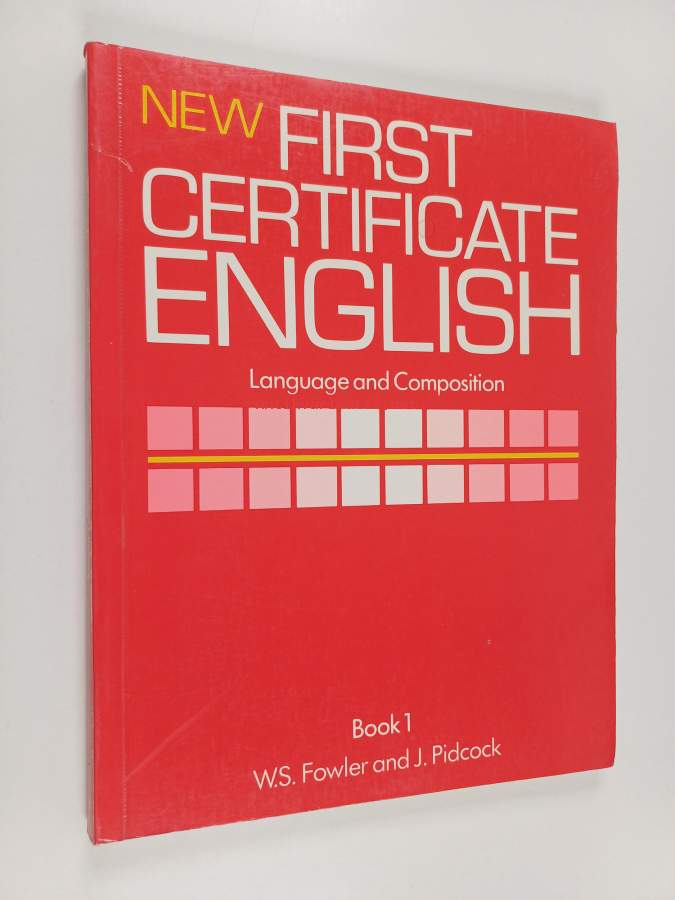 NEW FIRST
CERTIFICATE
ENGLISH
Language and Composition
Book 1
W.S. Fowler and J. Pidcock